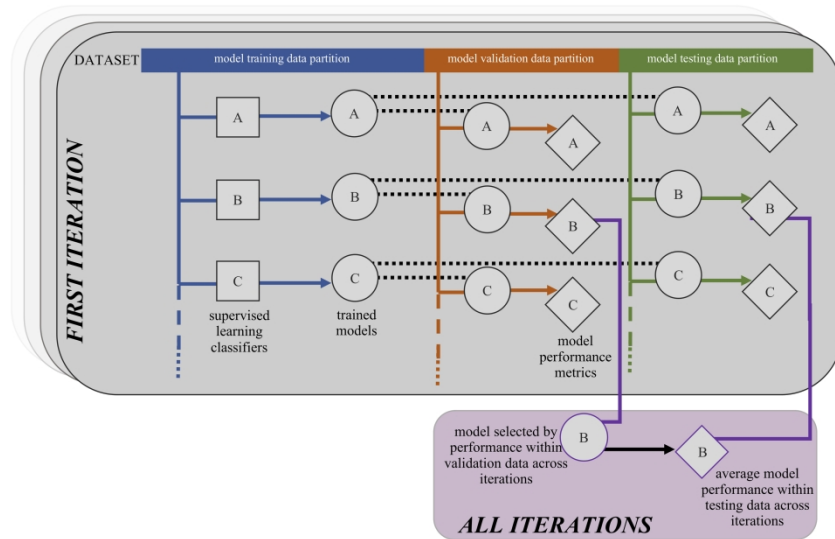 DATASET
model training data partition
model validation data partition
model testing data partition
FIRST ITERATION
A
A
A
A
A
A
B
B
B
B
B
B
C
C
C
C
C
C
supervised
learning
classifiers
trained
models
model
performance
metrics
model selected by
performance within
validation data across
iterations
B
B
average model
performance within
testing data across
iterations
ALL ITERATIONS